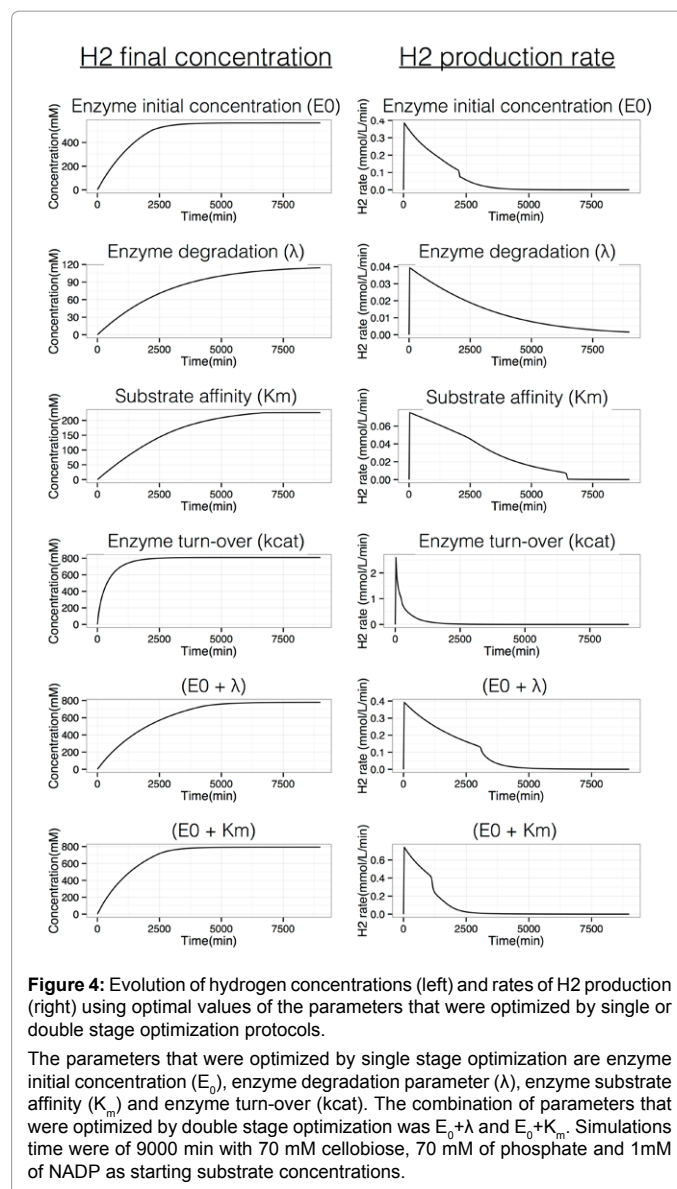 H2 final concentration
H2 production rate
Enzyme initial concentration (E0)
Concentration(mM)
400
200
0
0
2500
5000
7500
Time(min)
Enzyme initial concentration (E0)
H2 rate (mmol/L/min)
0.4
0.3
0.2
0.1
0.0
0
2500
5000
7500
Time(min)
Enzyme degradation (λ)
Concentration(mM)
120
90
60
30
0
0
2500
5000
7500
Time(min)
Enzyme degradation (λ)
H2 rate (mmol/L/min)
0.04
0.03
0.02
0.01
0.00
0
2500
5000
7500
Time(min)
Substrate affinity (Km)
Concentration(mM)
200
150
100
50
0
0
2500
5000
7500
Time(min)
Substrate affinity (Km)
H2 rate (mmol/L/min)
0.06
0.04
0.02
0.00
0
2500
5000
7500
Time(min)
Enzyme turn-over (kcat)
Concentration(mM)
800
600
400
200
0
0
2500
5000
7500
Time(min)
Enzyme turn-over (kcat)
H2 rate (mmol/L/min)
2
1
0
0
2500
5000
7500
Time(min)
(E0 + λ)
Concentration(mM)
800
600
400
200
0
0
2500
5000
7500
Time(min)
(E0 + λ)
H2 rate (mmol/L/min)
0.4
0.3
0.2
0.1
0.0
0
2500
5000
7500
Time(min)
(E0 + Km)
Concentration(mM)
800
600
400
200
0
0
2500
5000
7500
Time(min)
(E0 + Km)
H2 rate(mmol/L/min)
0.6
0.4
0.2
0.0
0
2500
5000
7500
Time(min)
Figure 4: Evolution of hydrogen concentrations (left) and rates of H2 production
(right) using optimal values of the parameters that were optimized by single or
double stage optimization protocols.
The parameters that were optimized by single stage optimization are enzyme
initial concentration (E0), enzyme degradation parameter (λ), enzyme substrate
affinity (Km) and enzyme turn-over (kcat). The combination of parameters that
were optimized by double stage optimization was E0+λ and E0+Km. Simulations
time were of 9000 min with 70 mM cellobiose, 70 mM of phosphate and 1mM
of NADP as starting substrate concentrations.